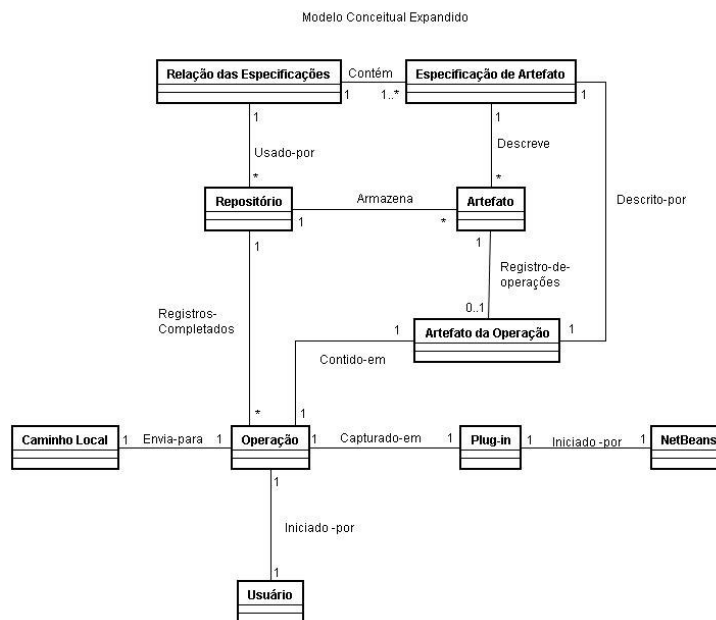 Modelo Conceitual Expandido
Relação das Especificações
Contém
Especificação de Artefato
1
1..*
1
1
1
Usado-por
Descreve
*
*
Repositório
Armazena
Artefato
Descrito-por
1
*
1
1
Registro-de-
operações
Registros-
Completados
0..1
1
Artefato da Operação
1
Contido-em
*
1
Caminho Local
1
Envia-para
1
Operação
1
Capturado-em
1
Plug-in
1
Iniciado -por
1
NetBeans
1
Iniciado -por
1
Usuário